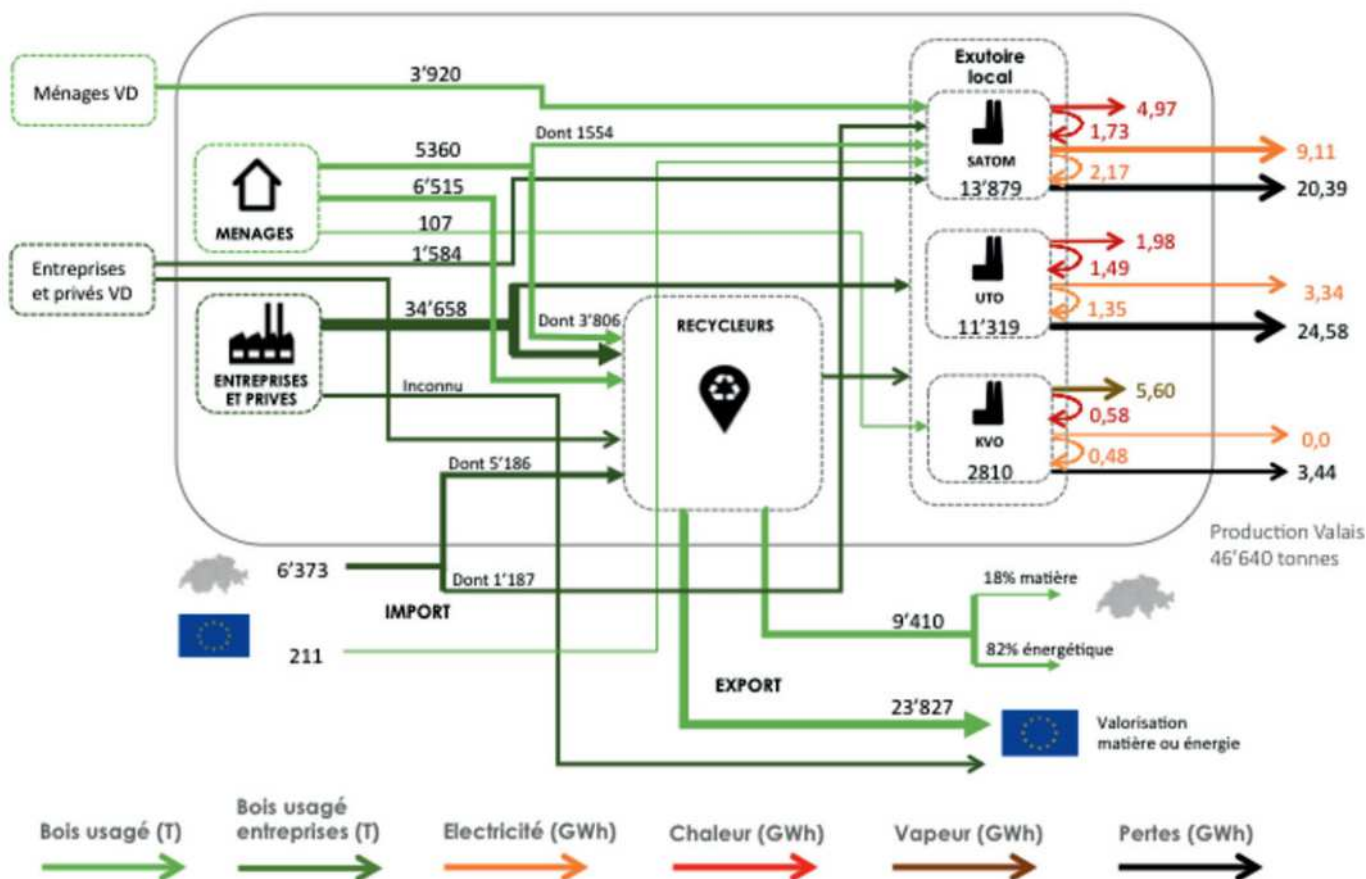 Ménages VD
3'920
Exutoire
local
4,97
1,73
Dont 1554
SATOM
9,11
2,17
13'879
20,39
5360
6'515
107
MENAGES
1'584
Entreprises
et privés VD
34'658
Dont 3'806
RECYCLEURS
1,98
1,49
UTO
3,34
1,35
11'319
24,58
ENTREPRISES
ET PRIVES
Inconnu
5,60
0,58
KVO
0,0
0,48
2810
3,44
Dont 5'186
Production Valais
46'640 tonnes
6'373
Dont 1'187
IMPORT
211
18% matière
9'410
82% énergétique
EXPORT
23'827
Valorisation
matière ou énergie
Bois usagé (T)
Bois usagé
entreprises (T)
Electricité (GWh)
Chaleur (GWh)
Vapeur (GWh)
Pertes (GWh)